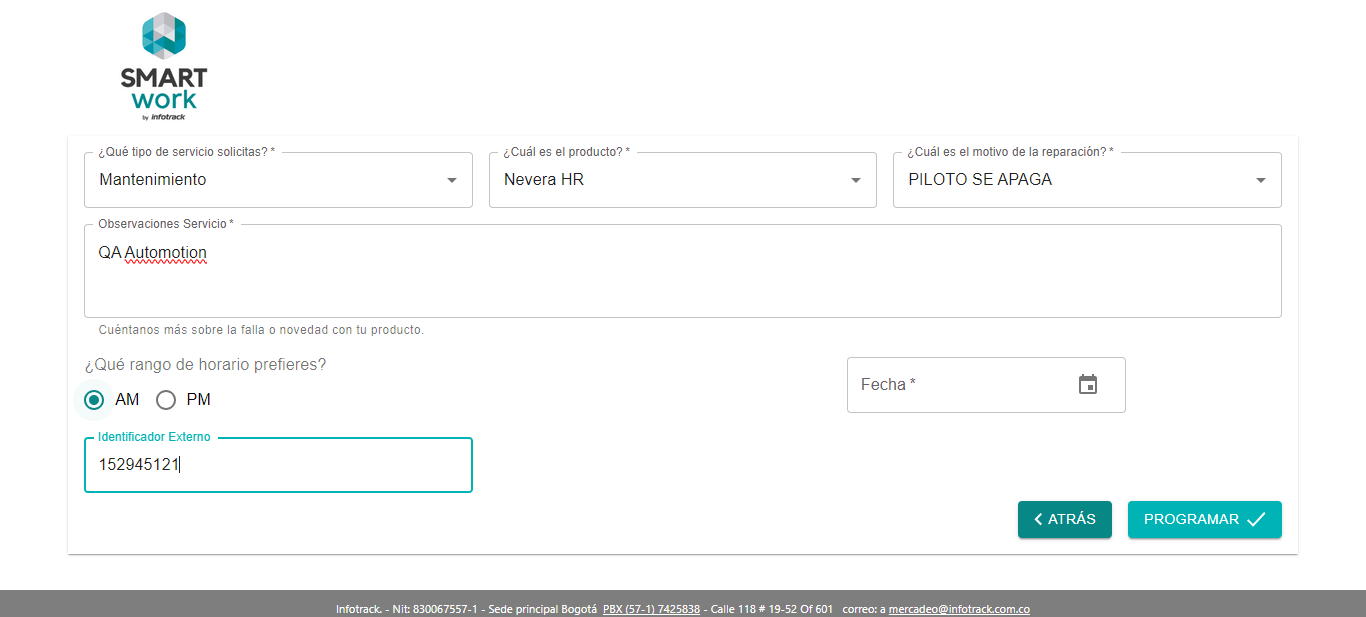 SMART
work
by infotrack
¿Qué tipo de servicio solicitas? *
Mantenimiento
¿Cuál es el producto? *
Nevera HR
¿Cuál es el motivo de la reparación? *
PILOTO SE APAGA
Observaciones Servicio *
QA Automotion
Cuéntanos más sobre la falla o novedad con tu producto.
¿Qué rango de horario prefieres?
AM PM
Fecha *
Identificador Externo
152945121
ATRÁS
PROGRAMAR
Infotrack. - Nit: 830067557-1 - Sede principal Bogotá PBX (57-1) 7425838 - Calle 118 # 19-52 Of 601 correo: a mercadeo@infotrack.com.co